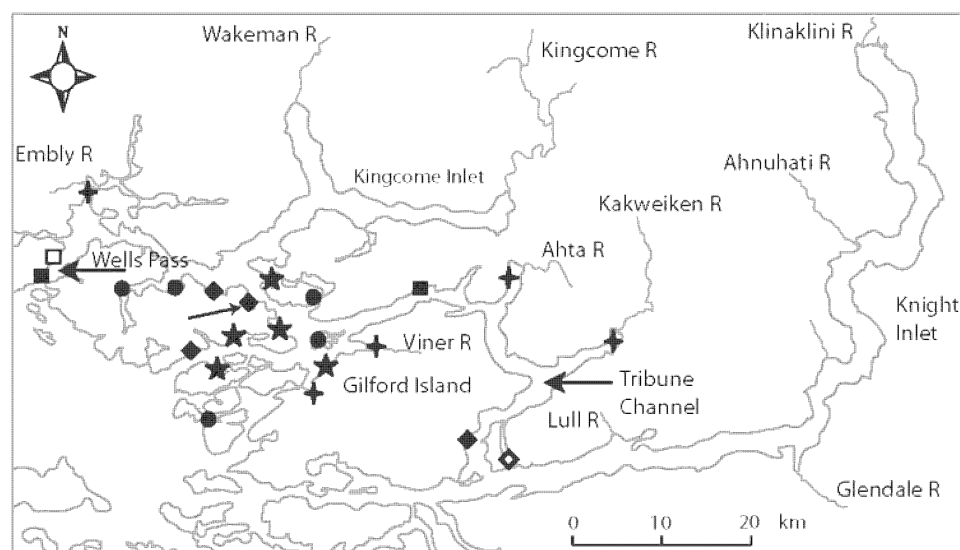 Wakeman R
Klinaklini R
Kingcome R
N
Embly R
Ahnuhati R
Kingcome Inlet
Kakweiken R
Ahta R
Wells Pass
Knight
Inlet
Viner R
Gilford Island
Tribune
Channel
Lull R
Glendale R
0 10 20 km